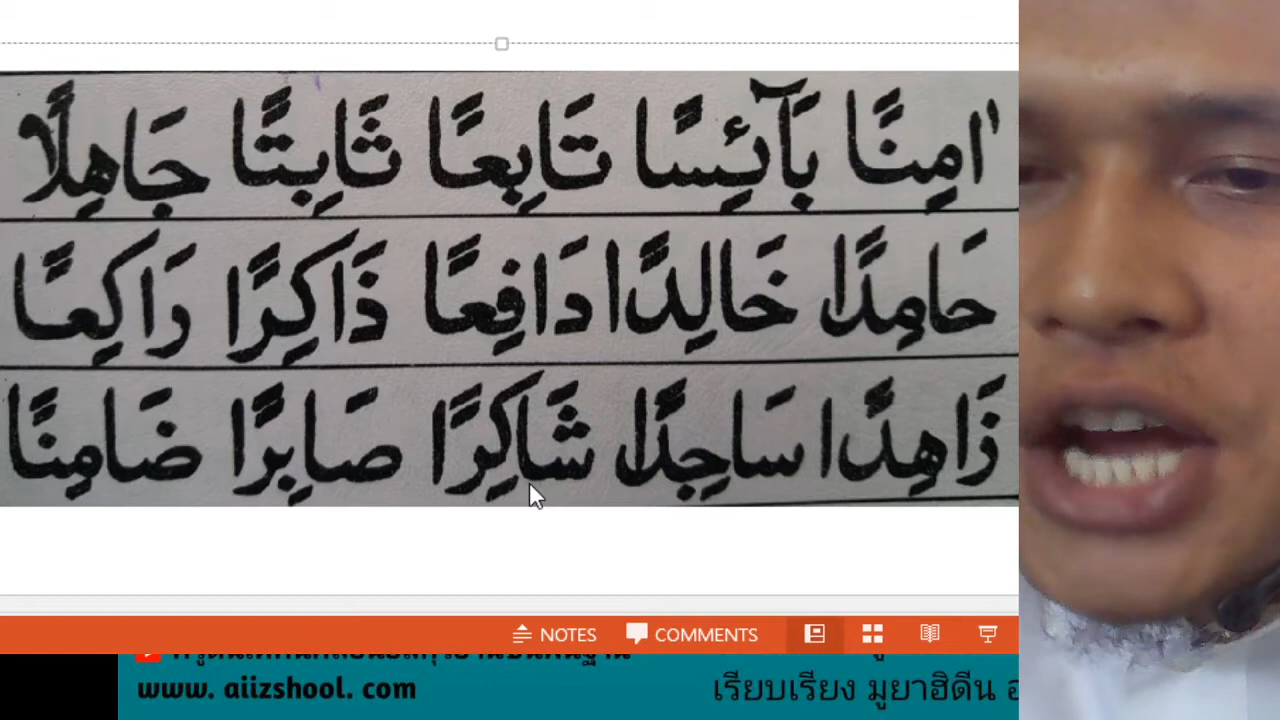 اٰمِنًا بَآئِسًا تَابِعًا ثَابِتًا جَاهِلًا
حَامِدًا خَالِدًا دَافِعًا ذَاكِرًا رَاكِعًا
زَاهِدًا سَاجِدًا شَاكِرًا صَابِرًا ضَامِنًا
NOTES COMMENTS
www. aiizshool. com
เรียบเรียง มูยาฮิดีน อ